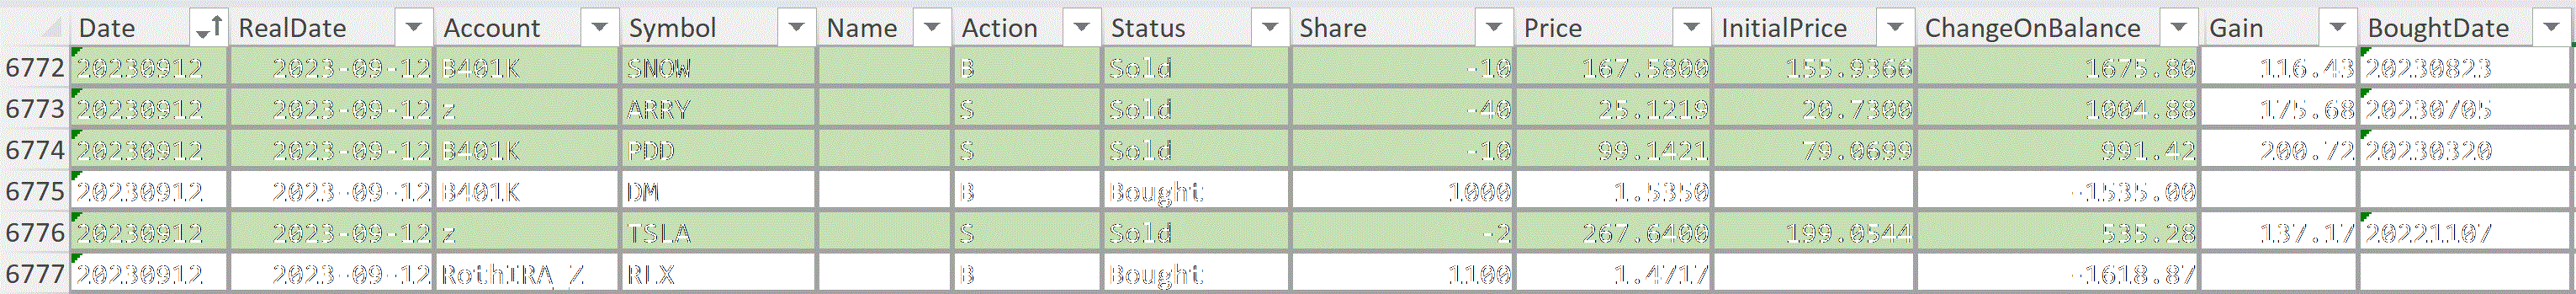 Date RealDate Account Symbol Name Action Status Share Price InitialPrice ChangeOnBalance Gain BoughtDate
6772 20230912 2023-09-12 B401K SNOW B Sold -10 167.5800 155.9366 1675.80 116.43 20230823
6773 20230912 2023-09-12 z ARRY S Sold -40 25.1219 20.7300 1004.88 175.68 20230705
6774 20230912 2023-09-12 B401K PDD S Sold -10 99.1421 79.0699 991.42 200.72 20230320
6775 20230912 2023-09-12 B401K DM B Bought 1000 1.5350 -1535.00
6776 20230912 2023-09-12 z TSLA S Sold -2 267.6400 199.0544 535.28 137.17 20221107
6777 20230912 2023-09-12 RothIRA_Z RLX B Bought 1100 1.4717 -1618.87